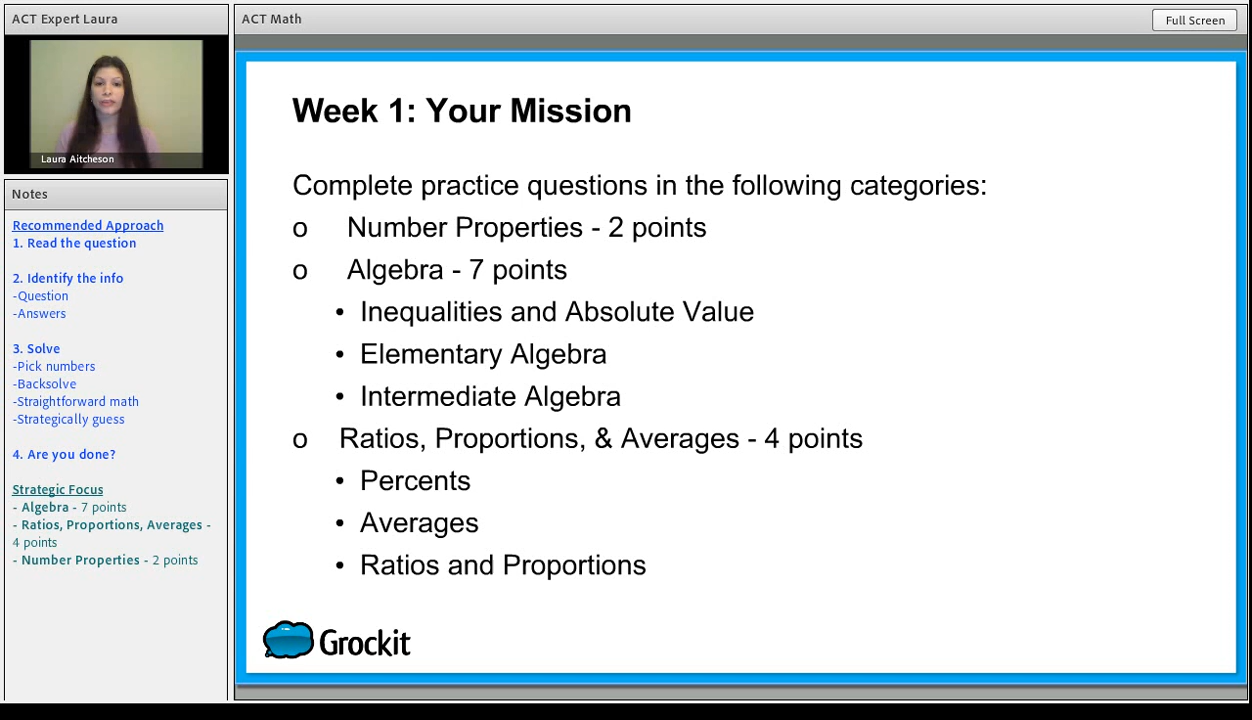 ACT Expert Laura
Laura Aitcheson
Notes
Recommended Approach
1. Read the question
2. Identify the info
-Question
-Answers
3. Solve
-Pick numbers
-Backsolve
-Straightforward math
-Strategically guess
4. Are you done?
Strategic Focus
- Algebra - 7 points
- Ratios, Proportions, Averages -
4 points
- Number Properties - 2 points
ACT Math
Full Screen
Week 1: Your Mission
Complete practice questions in the following categories:
o Number Properties - 2 points
o Algebra - 7 points
• Inequalities and Absolute Value
• Elementary Algebra
• Intermediate Algebra
o Ratios, Proportions, & Averages - 4 points
• Percents
• Averages
• Ratios and Proportions
Grockit